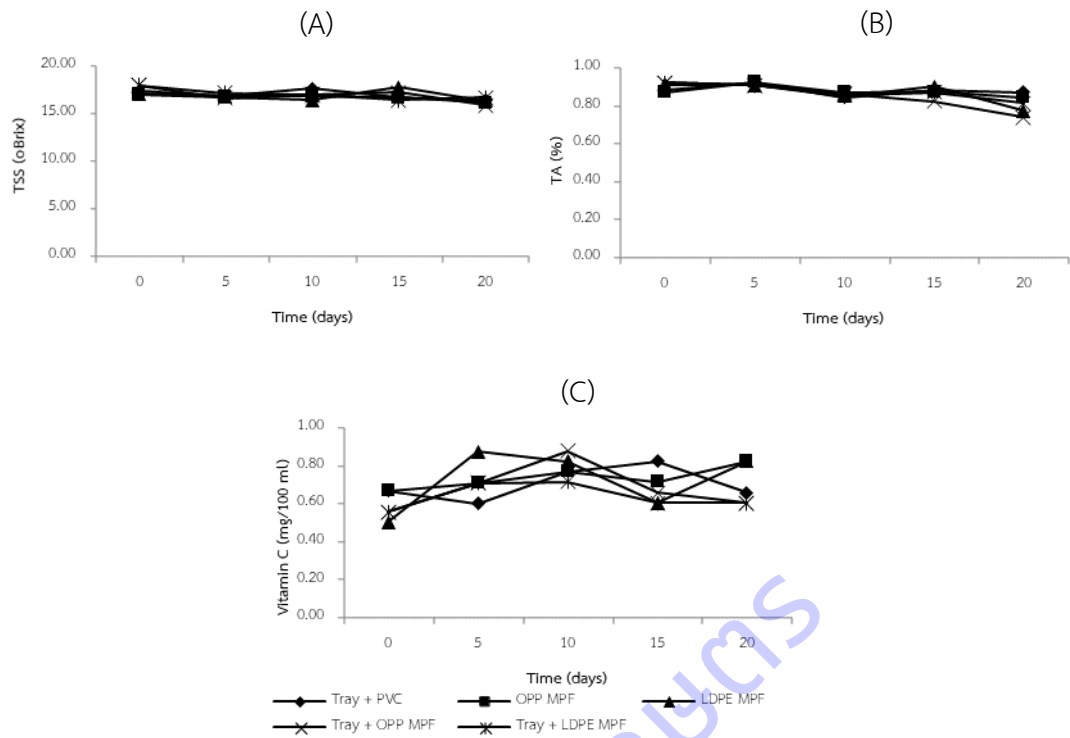 (A)
20.00
15.00
10.00
5.00
0.00
TSS (oBrix)
0 5 10 15 20
Time (days)
(B)
1.00
0.80
0.60
0.40
0.20
0.00
TA (%)
0 5 10 15 20
Time (days)
(C)
1.00
0.80
0.60
0.40
0.20
0.00
Vitamin C (mg/100 ml)
0 5 10 15 20
Time (days)
Tray + PVC OPP MPF LDPE MPF
Tray + OPP MPF Tray + LDPE MPF